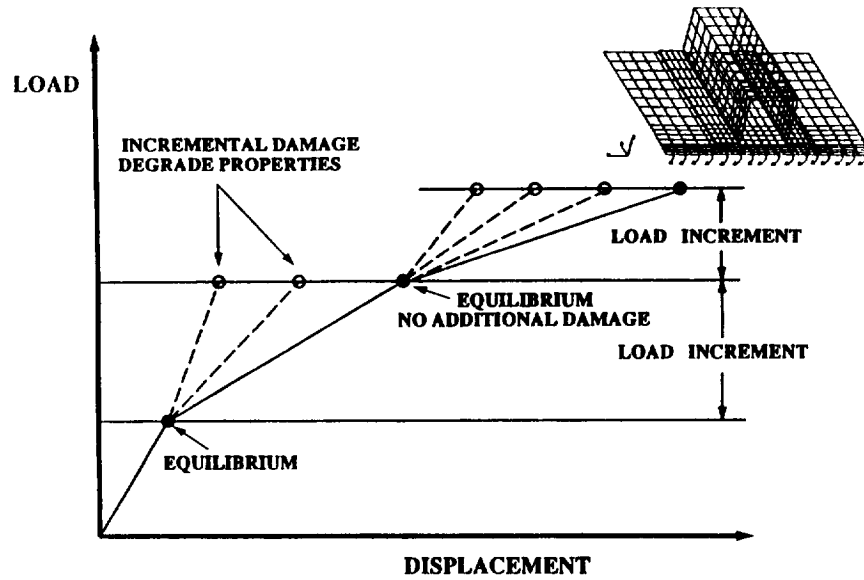 LOAD
INCREMENTAL DAMAGE
DEGRADE PROPERTIES
LOAD INCREMENT
EQUILIBRIUM
NO ADDITIONAL DAMAGE
LOAD INCREMENT
EQUILIBRIUM
DISPLACEMENT